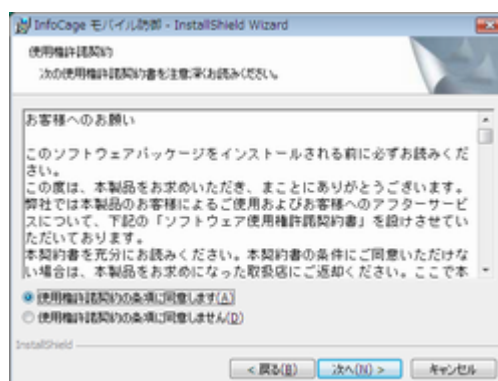 InfoCage モバイル防御 - InstallShield Wizard
使用権許諾契約
次の使用権許諾契約書を注意深くお読みください。
お客様へのお願い
このソフトウェアパッケージをインストールされる前に必ずお読みくだ
さい。
この度は、本製品をお求めいただき、まことにありがとうございます。
弊社では本製品のお客様によるご使用およびお客様へのアフターサービ
スについて、下記の「ソフトウェア使用権許諾契約書」を設けさせてい
ただいております。
本契約書を充分にお読みください。本契約書の条件にご同意いただけな
い場合は、本製品をお求めになった取扱店にご返却ください。ここで本
使用権許諾契約の条項に同意します(A)
使用権許諾契約の条項に同意しません(D)
InstallShield
< 戻る(B)
次へ(N) >
キャンセル